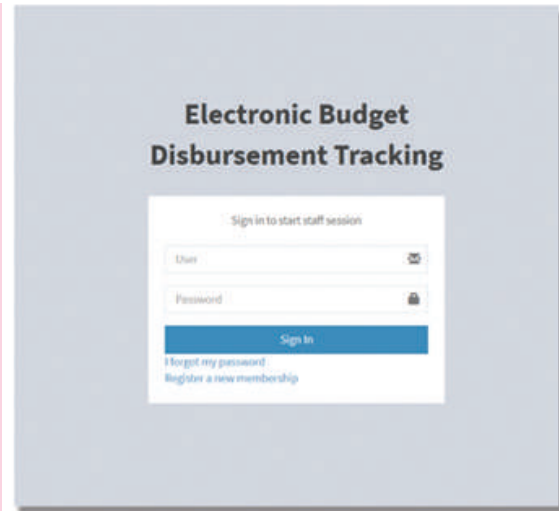 Electronic Budget
Disbursement Tracking
Sign in to start staff session
User
Password
Sign In
I forgot my password
Register a new membership